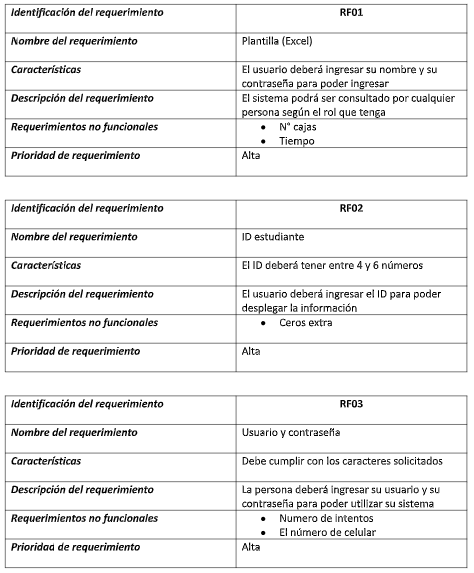 Identificación del requerimiento RF01
Nombre del requerimiento Plantilla (Excel)
Características El usuario deberá ingresar su nombre y su
contraseña para poder ingresar
Descripción del requerimiento El sistema podrá ser consultado por cualquier
persona según el rol que tenga
Requerimientos no funcionales • N° cajas
• Tiempo
Prioridad de requerimiento Alta
Identificación del requerimiento RF02
Nombre del requerimiento ID estudiante
Características El ID deberá tener entre 4 y 6 números
Descripción del requerimiento El usuario deberá ingresar el ID para poder
desplegar la información
Requerimientos no funcionales • Ceros extra
Prioridad de requerimiento Alta
Identificación del requerimiento RF03
Nombre del requerimiento Usuario y contraseña
Características Debe cumplir con los caracteres solicitados
Descripción del requerimiento La persona deberá ingresar su usuario y su
contraseña para poder utilizar su sistema
Requerimientos no funcionales • Numero de intentos
• El número de celular
Prioridad de requerimiento Alta